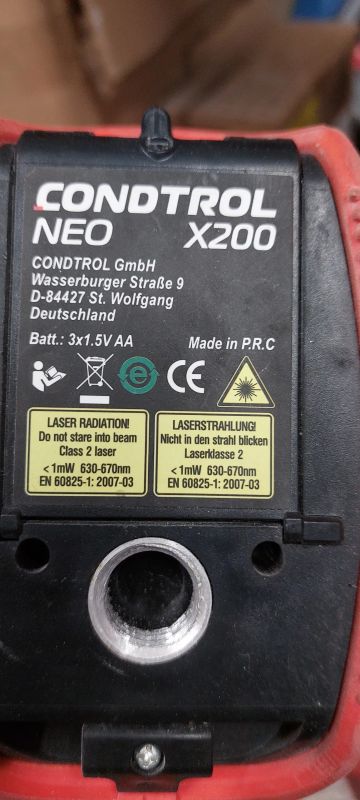 CONDTROL
NEO X200
CONDTROL GmbH
Wasserburger Straße 9
D-84427 St. Wolfgang
Deutschland
Batt.: 3x1.5V AA Made in P.R.C
e CE
LASER RADIATION!
Do not stare into beam
Class 2 laser
<1mW 630-670nm
EN 60825-1: 2007-03
LASERSTRAHLUNG!
Nicht in den strahl blicken
Laserklasse 2
<1mW 630-670nm
EN 60825-1: 2007-03